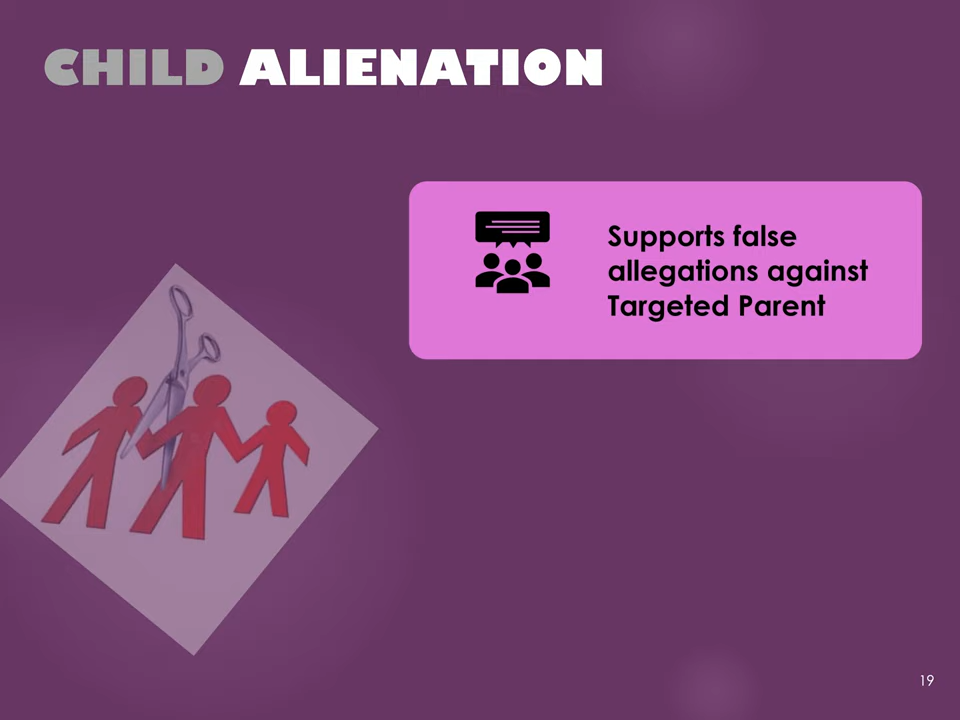 CHILD ALIENATION
Supports false
allegations against
Targeted Parent
19